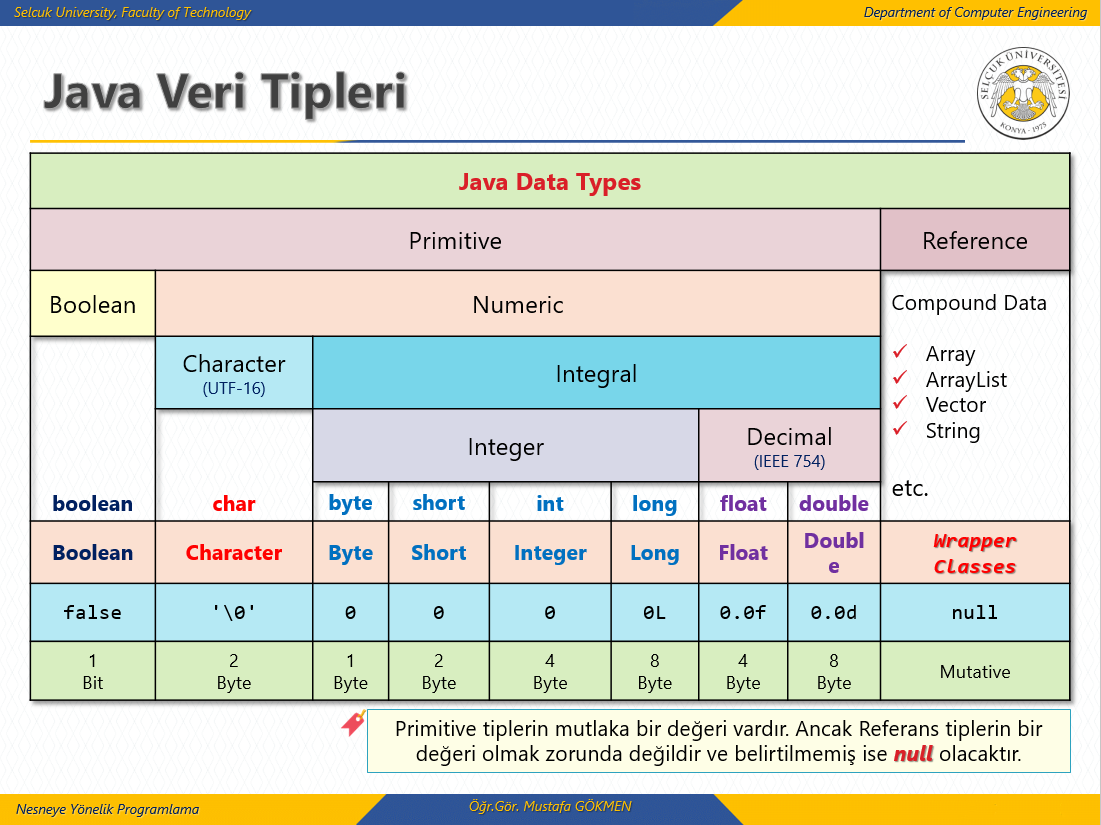 Selcuk University, Faculty of Technology
Department of Computer Engineering
Java Veri Tipleri
SELÇUK ÜNİVERSİTESİ
KONYA - 1975
Java Data Types
Primitive
Reference
Boolean
Numeric
Compound Data
Character
(UTF-16)
Integral
Array
ArrayList
Vector
String
Integer
Decimal
(IEEE 754)
etc.
boolean
char
byte
short
int
long
float
double
Boolean
Character
Byte
Short
Integer
Long
Float
Doubl
e
Wrapper
Classes
false
'\0'
0
0
0
0L
0.0f
0.0d
null
1
Bit
2
Byte
1
Byte
2
Byte
4
Byte
8
Byte
4
Byte
8
Byte
Mutative
Primitive tiplerin mutlaka bir değeri vardır. Ancak Referans tiplerin bir
değeri olmak zorunda değildir ve belirtilmemiş ise null olacaktır.
Nesneye Yönelik Programlama
Öğr.Gör. Mustafa GÖKMEN